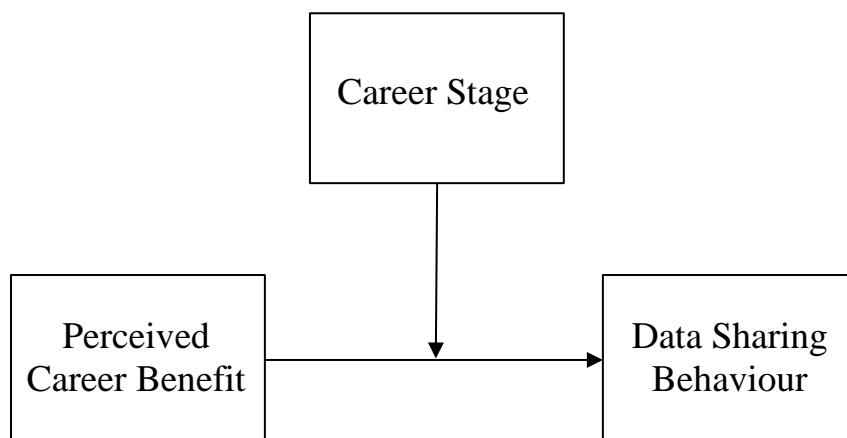 Career Stage
Perceived
Career Benefit
Data Sharing
Behaviour